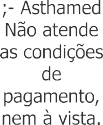 ;- Asthamed
Não atende
as condições
de
pagamento,
nem à vista.